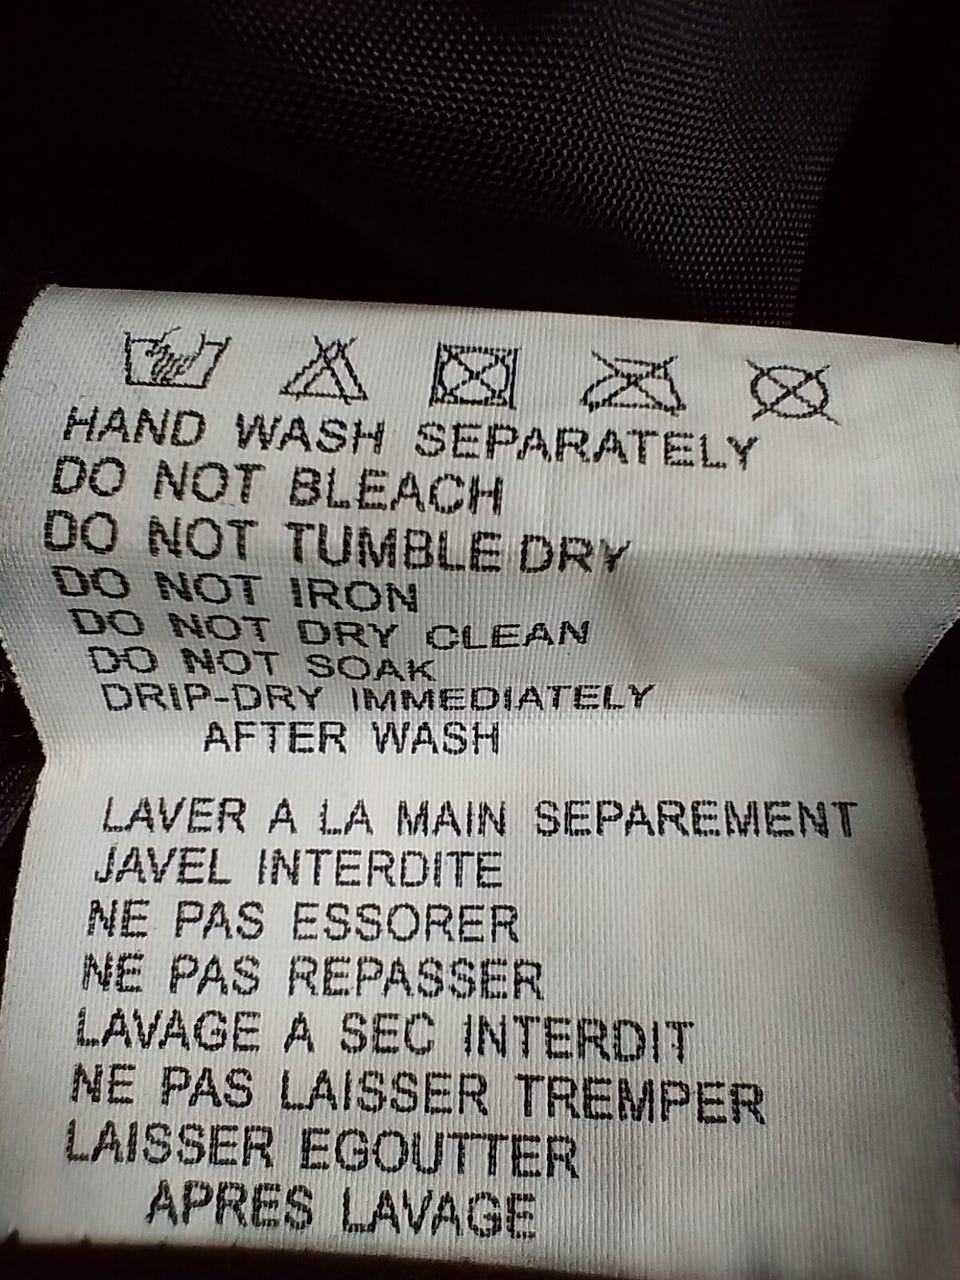 HAND WASH SEPARATELY
DO NOT BLEACH
DO NOT TUMBLE DRY
DO NOT IRON
DO NOT DRY CLEAN
DO NOT SOAK
DRIP-DRY IMMEDIATELY
AFTER WASH
LAVER A LA MAIN SEPAREMENT
JAVEL INTERDITE
NE PAS ESSORER
NE PAS REPASSER
LAVAGE A SEC INTERDIT
NE PAS LAISSER TREMPER
LAISSER EGOUTTER
APRES LAVAGE